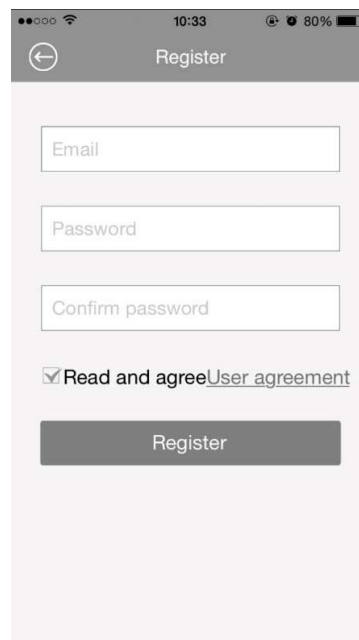 10:33 80%
Register
Email
Password
Confirm password
Read and agreeUser agreement
Register